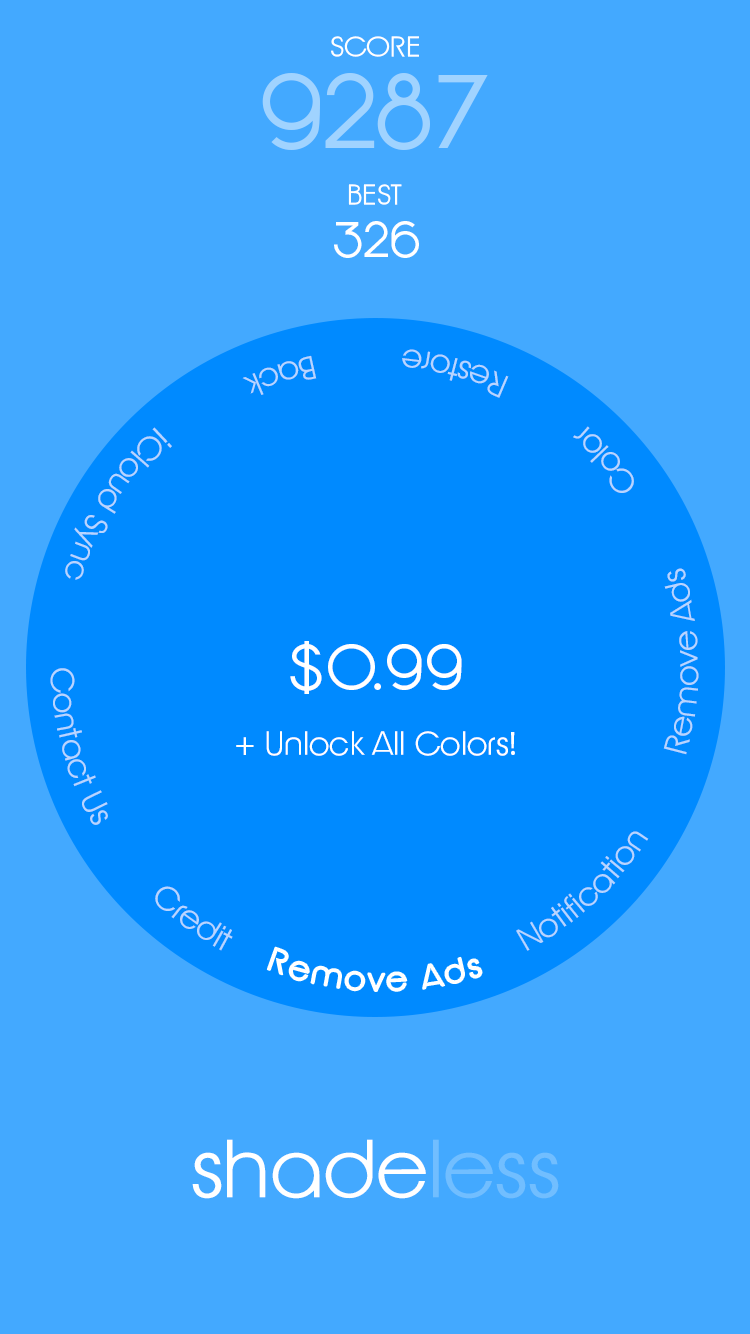 SCORE
9287
BEST
326
Back
Restore
iCloud Sync
Color
Remove Ads
$0.99
+ Unlock All Colors!
Contact Us
Notification
Credit
Remove Ads
shadeless